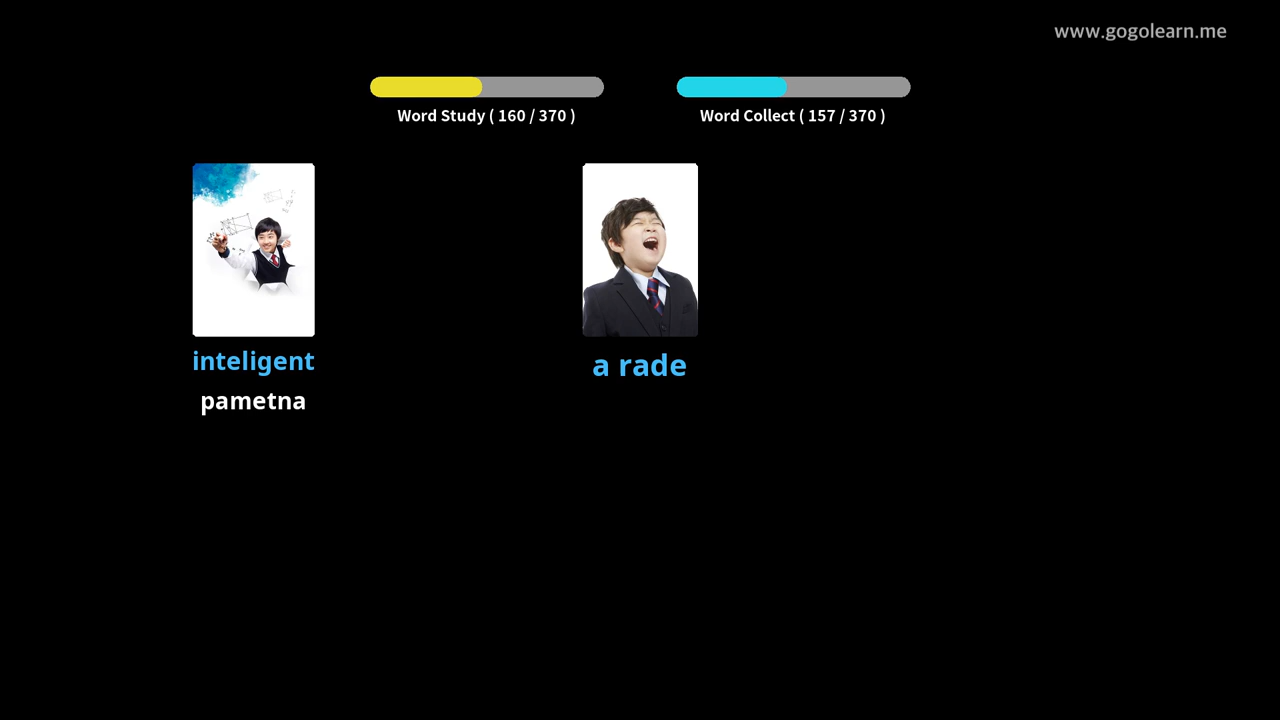 www.gogolearn.me
Word Study ( 160 / 370 )
Word Collect ( 157 / 370 )
inteligent
pametna
a rade